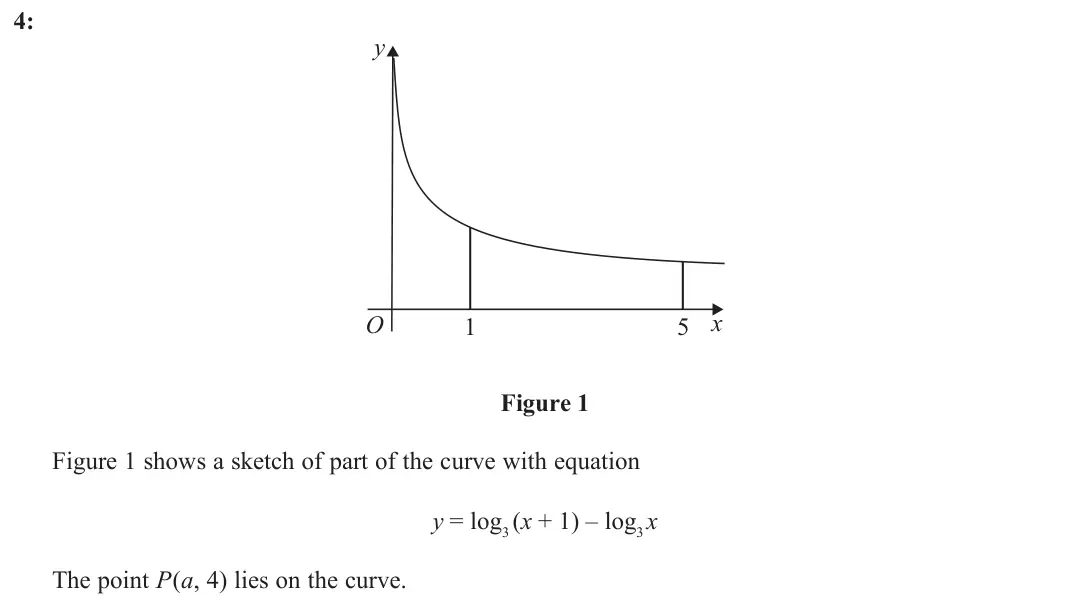 4:
y
O
1
5
x
Figure 1
Figure 1 shows a sketch of part of the curve with equation
y = log₃ (x + 1) – log₃ x
The point P(a, 4) lies on the curve.